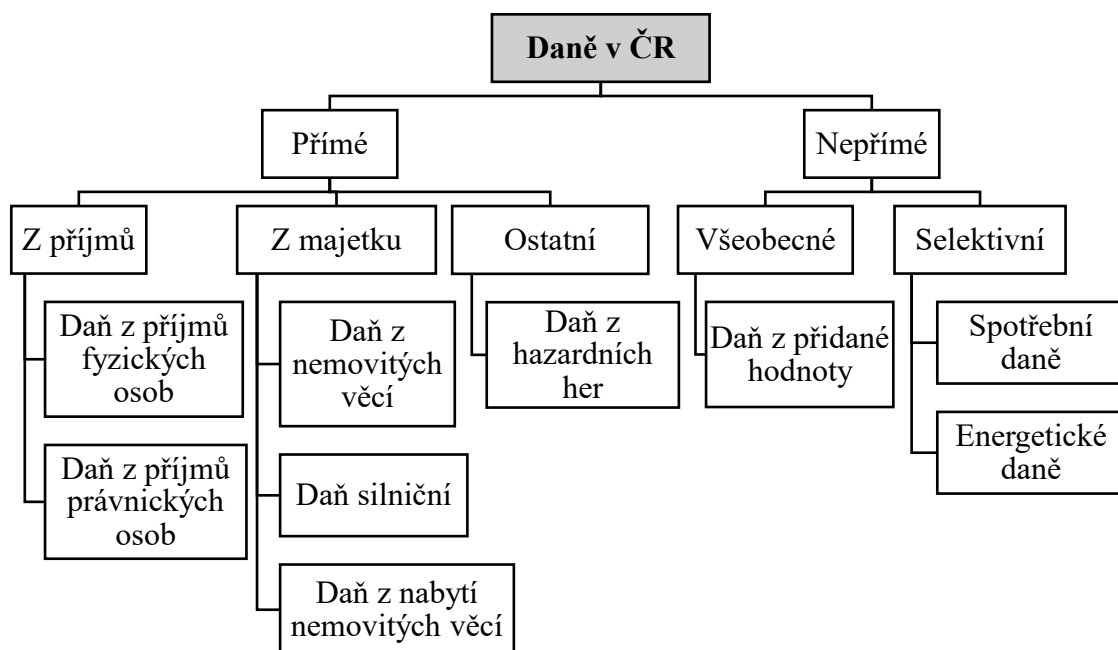 Daně v ČR
Přímé
Nepřímé
Z příjmů
Z majetku
Ostatní
Všeobecné
Selektivní
Daň z příjmů
fyzických
osob
Daň z
nemovitých
věcí
Daň z
hazardních
her
Daň z přidané
hodnoty
Spotřební
daně
Daň z příjmů
právnických
osob
Daň silniční
Energetické
daně
Daň z nabytí
nemovitých věcí